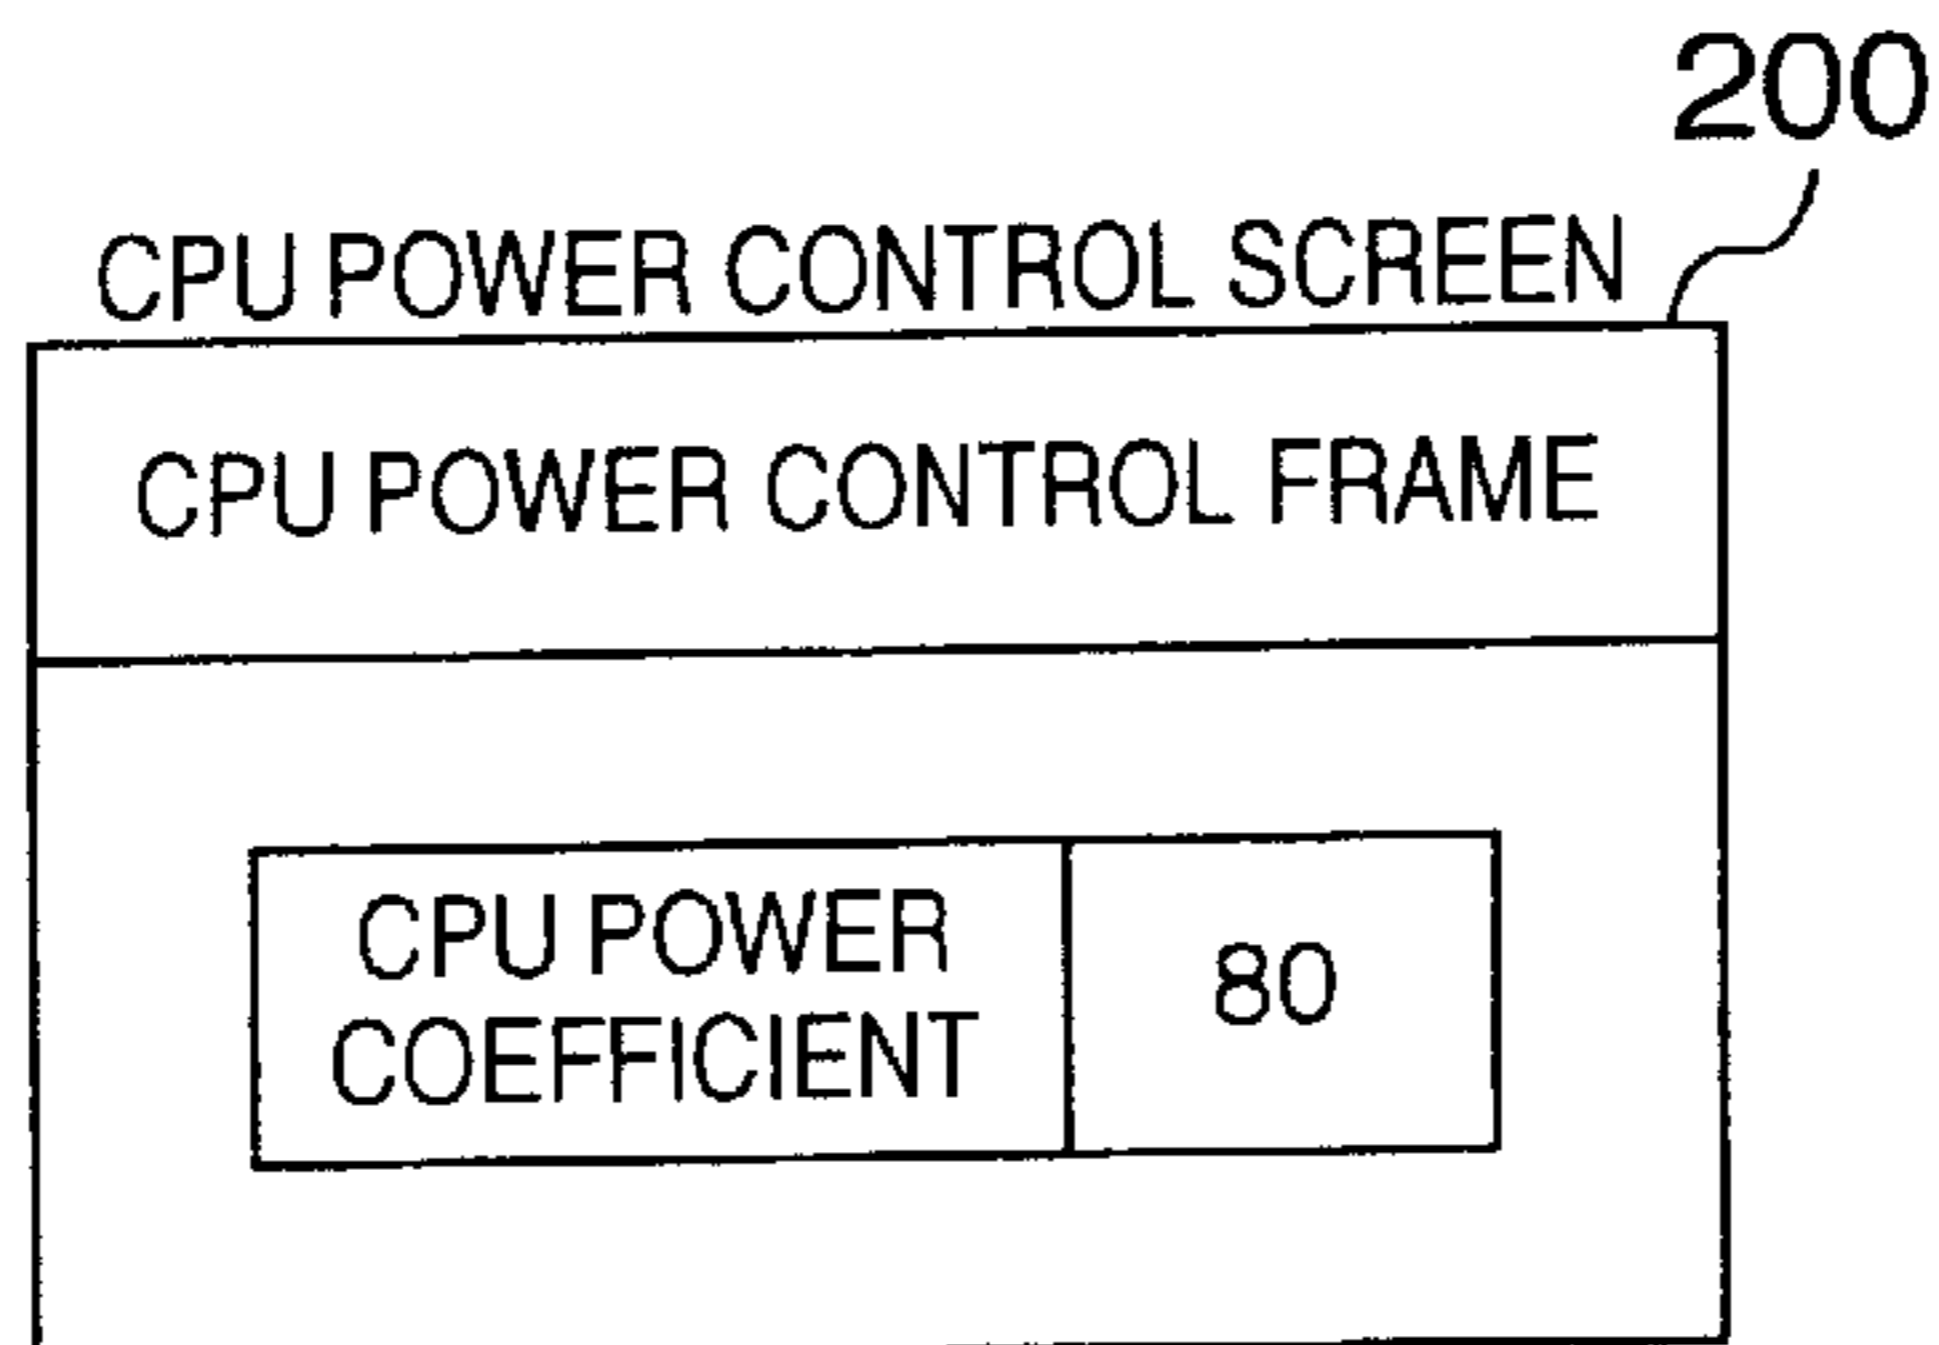 200
CPU POWER CONTROL SCREEN
CPU POWER CONTROL FRAME
CPU POWER
COEFFICIENT
80